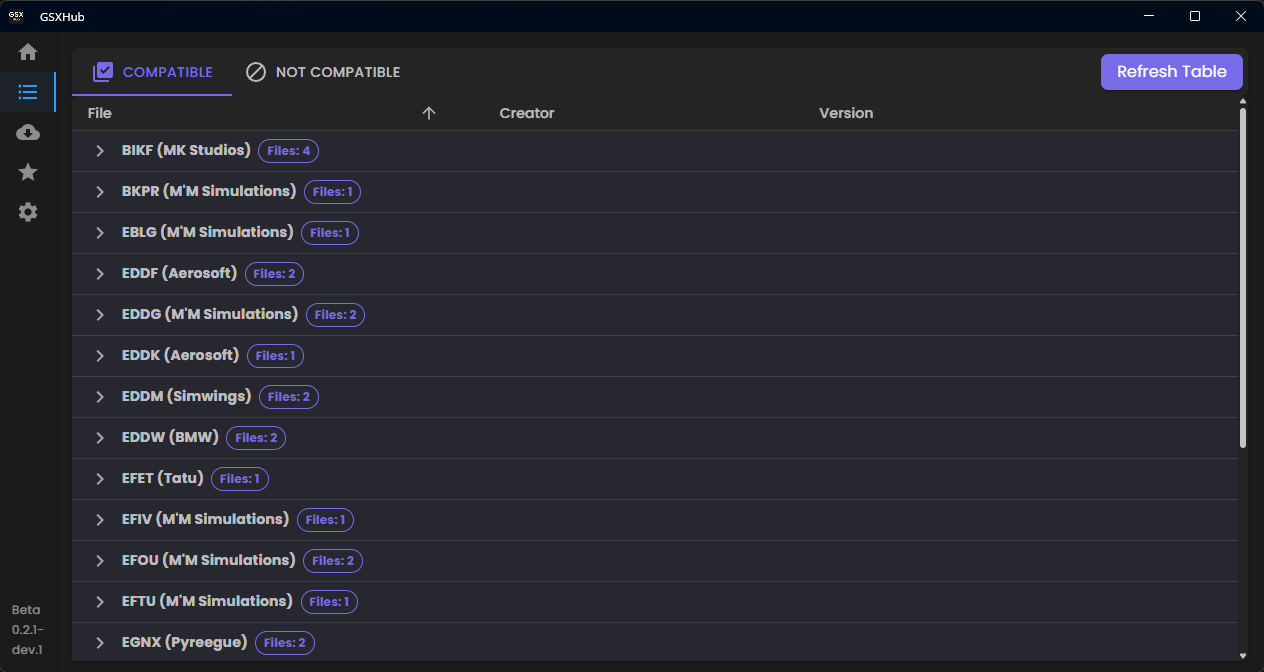 GSX GSXHub
COMPATIBLE NOT COMPATIBLE Refresh Table
File Creator Version
BIKF (MK Studios) Files: 4
BKPR (M'M Simulations) Files: 1
EBLG (M'M Simulations) Files: 1
EDDF (Aerosoft) Files: 2
EDDG (M'M Simulations) Files: 2
EDDK (Aerosoft) Files: 1
EDDM (Simwings) Files: 2
EDDW (BMW) Files: 2
EFET (Tatu) Files: 1
EFIV (M'M Simulations) Files: 1
EFOU (M'M Simulations) Files: 2
EFTU (M'M Simulations) Files: 1
EGNX (Pyreegue) Files: 2
Beta
0.2.1-
dev.1